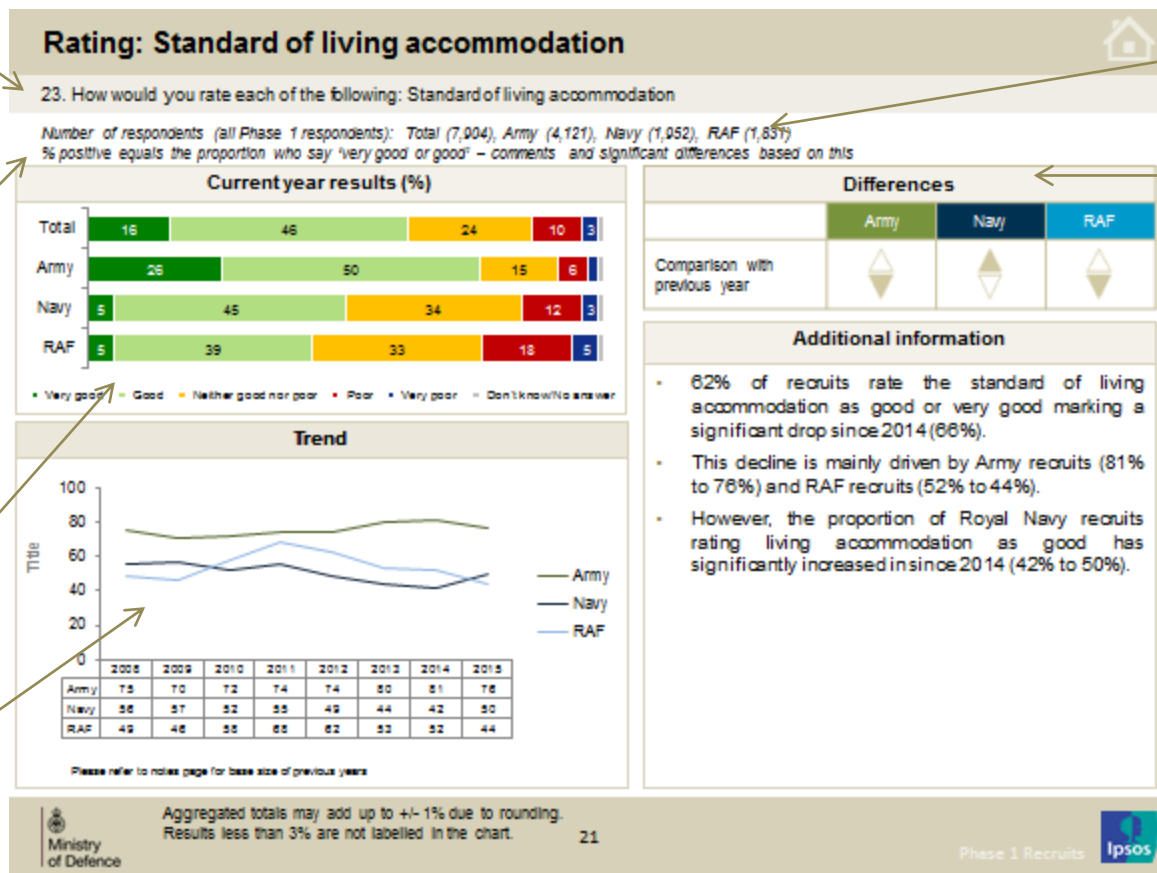 Rating: Standard of living accommodation
23. How would you rate each of the following: Standard of living accommodation
Number of respondents (all Phase 1 respondents): Total (7,904), Army (4,121), Navy (1,952), RAF (1,831)
% positive equals the proportion who say 'very good or good' – comments and significant differences based on this
Current year results (%)
Total 16 46 24 10 3
Army 26 50 15 6
Navy 5 45 34 12 3
RAF 5 39 33 18 5
Very good Good Neither good nor poor Poor Very poor Don't know/No answer
Differences
Army Navy RAF
Comparison with
previous year
Additional information
• 62% of recruits rate the standard of living
accommodation as good or very good marking a
significant drop since 2014 (66%).
• This decline is mainly driven by Army recruits (81%
to 76%) and RAF recruits (52% to 44%).
• However, the proportion of Royal Navy recruits
rating living accommodation as good has
significantly increased in since 2014 (42% to 50%).
Trend
Title
100
80
60
40
20
0
Army
Navy
RAF
2008 2009 2010 2011 2012 2013 2014 2015
Army 75 70 72 74 74 80 81 76
Navy 56 57 52 55 49 44 42 50
RAF 49 46 58 68 62 53 52 44
Please refer to notes page for base size of previous years
Ministry
of Defence
Aggregated totals may add up to +/- 1% due to rounding.
Results less than 3% are not labelled in the chart.
21
Phase 1 Recruits
Ipsos